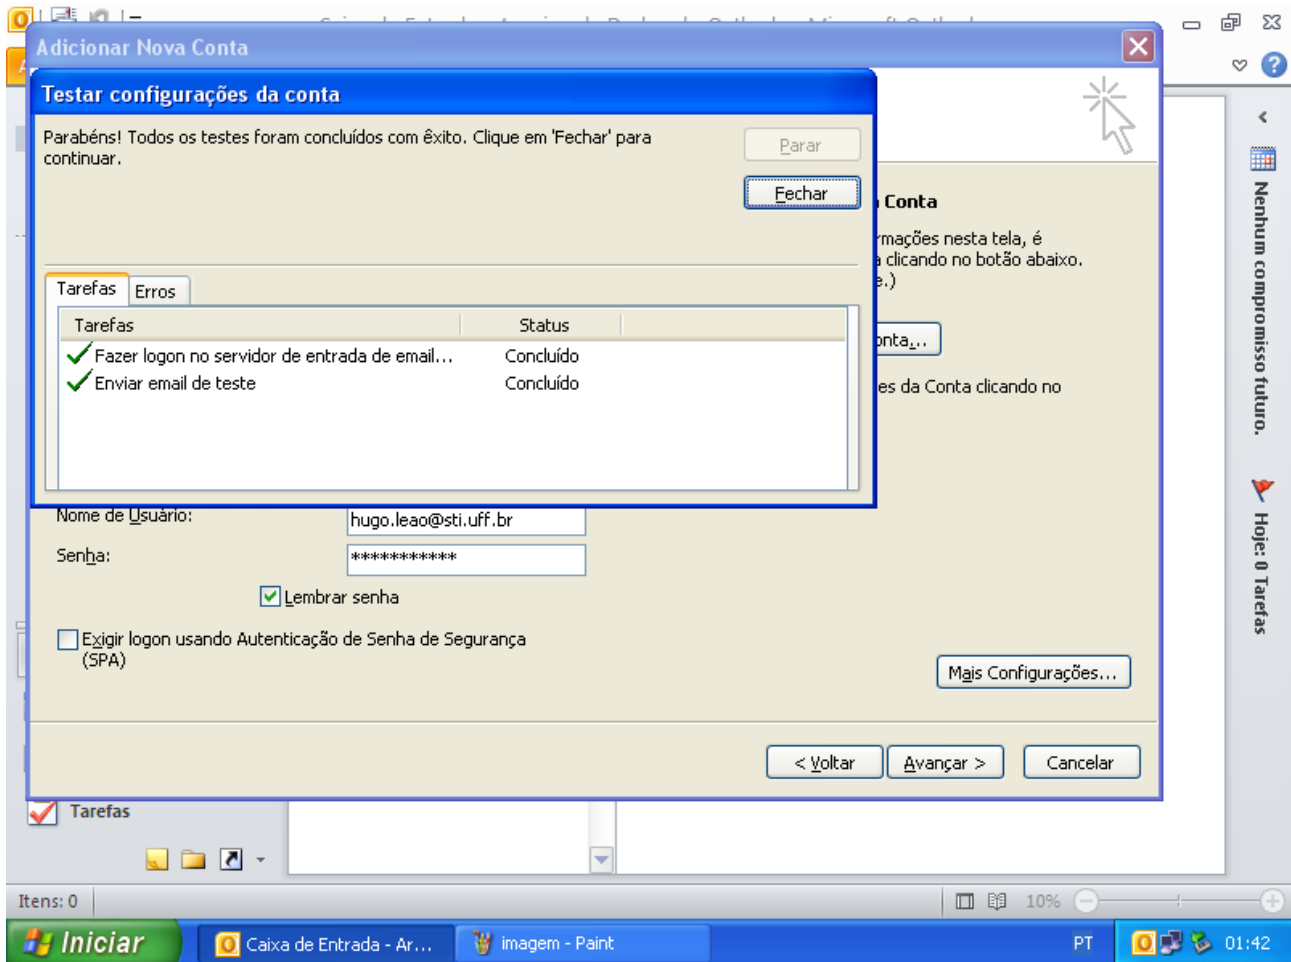 Adicionar Nova Conta
Testar configurações da conta
Parabéns! Todos os testes foram concluídos com êxito. Clique em 'Fechar' para
continuar.
Parar
Fechar
Conta
mações nesta tela, é
clicando no botão abaixo.
e.)
Tarefas
Erros
Tarefas Status
Fazer logon no servidor de entrada de email... Concluído
Enviar email de teste Concluído
onta...
es da Conta clicando no
Nome de Usuário: hugo.leao@sti.uff.br
Senha: ***********
Lembrar senha
Exigir logon usando Autenticação de Senha de Segurança
(SPA)
Mais Configurações...
< Voltar
Avançar >
Cancelar
Nenhum compromisso futuro.
Hoje: 0 Tarefas
Tarefas
Itens: 0
10%
Iniciar
Caixa de Entrada - Ar...
imagem - Paint
PT
01:42